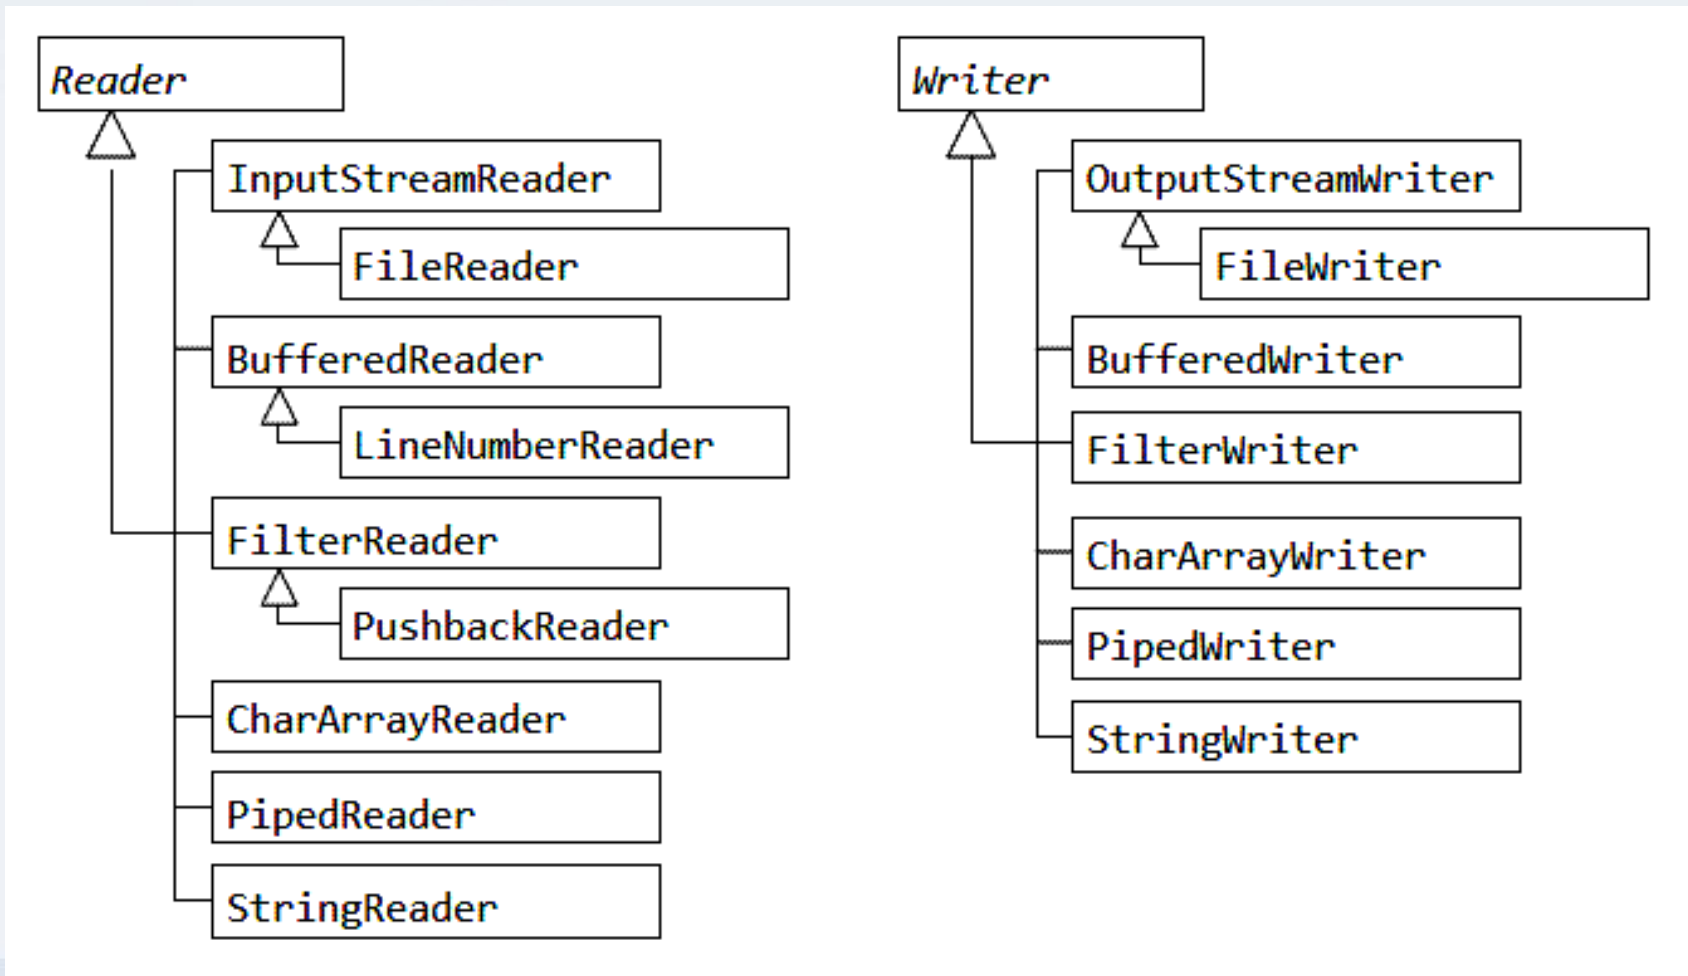 Reader
InputStreamReader
FileReader
BufferedReader
LineNumberReader
FilterReader
PushbackReader
CharArrayReader
PipedReader
StringReader
Writer
OutputStreamWriter
FileWriter
BufferedWriter
FilterWriter
CharArrayWriter
PipedWriter
StringWriter